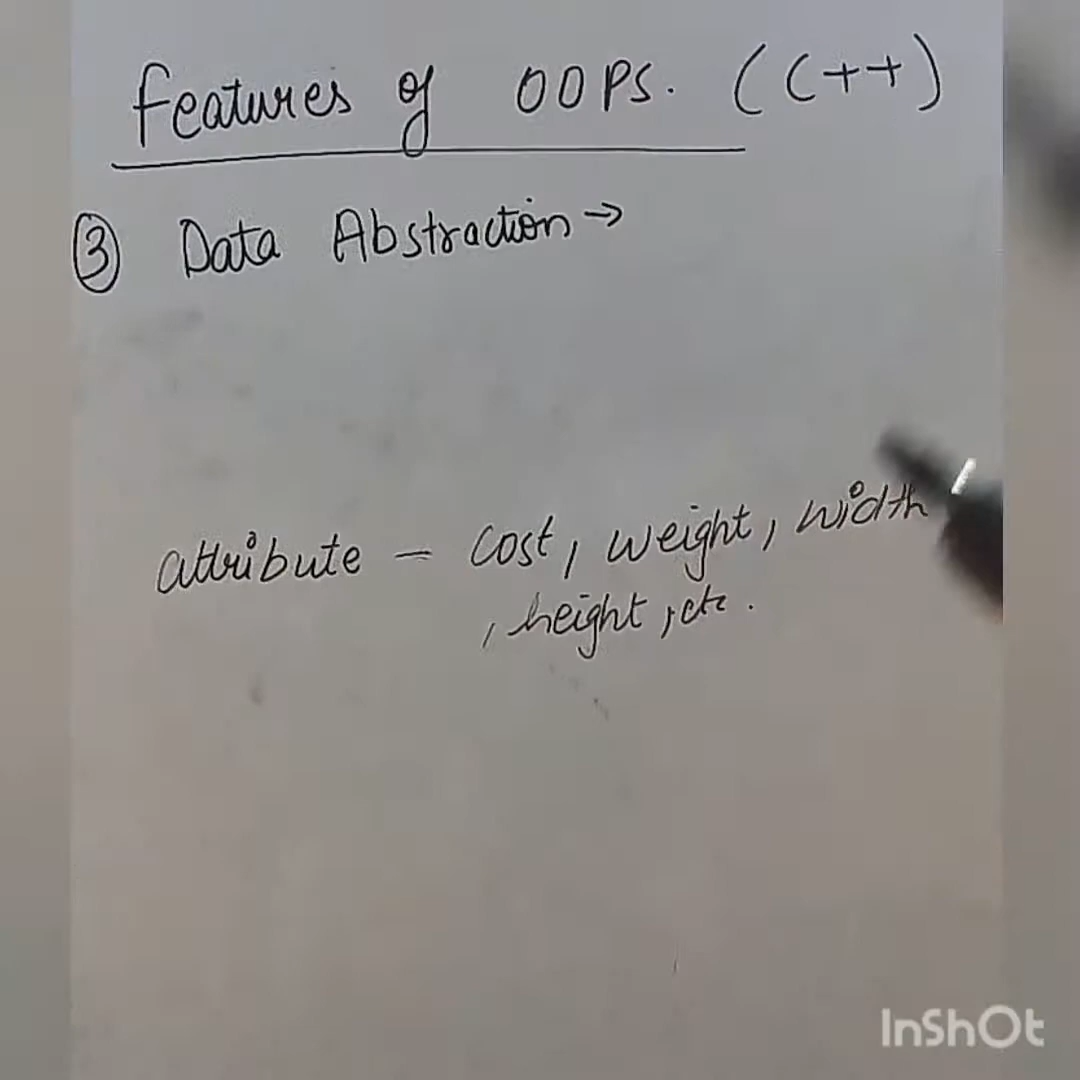 Features of OOPS. (C++)
③ Data Abstraction →
attribute - cost, weight, width
, height, etc.
InShOt